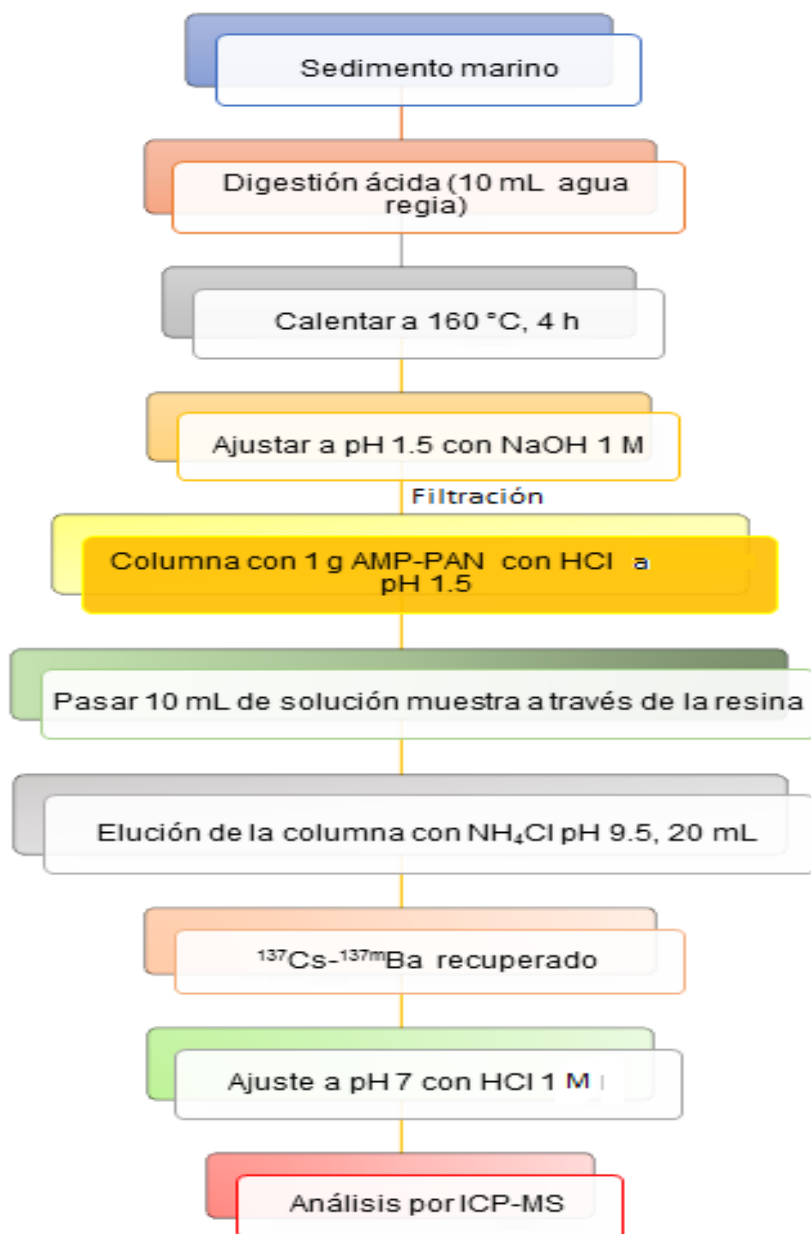 Sedimento marino
Digestión ácida (10 mL agua
regia)
Calentar a 160 °C, 4 h
Ajustar a pH 1.5 con NaOH 1 M
Filtración
Columna con 1 g AMP-PAN con HCl a
pH 1.5
Pasar 10 mL de solución muestra a través de la resina
Elución de la columna con NH₄Cl pH 9.5, 20 mL
¹³⁷Cs-¹³⁷ᵐBa recuperado
Ajuste a pH 7 con HCl 1 M
Análisis por ICP-MS